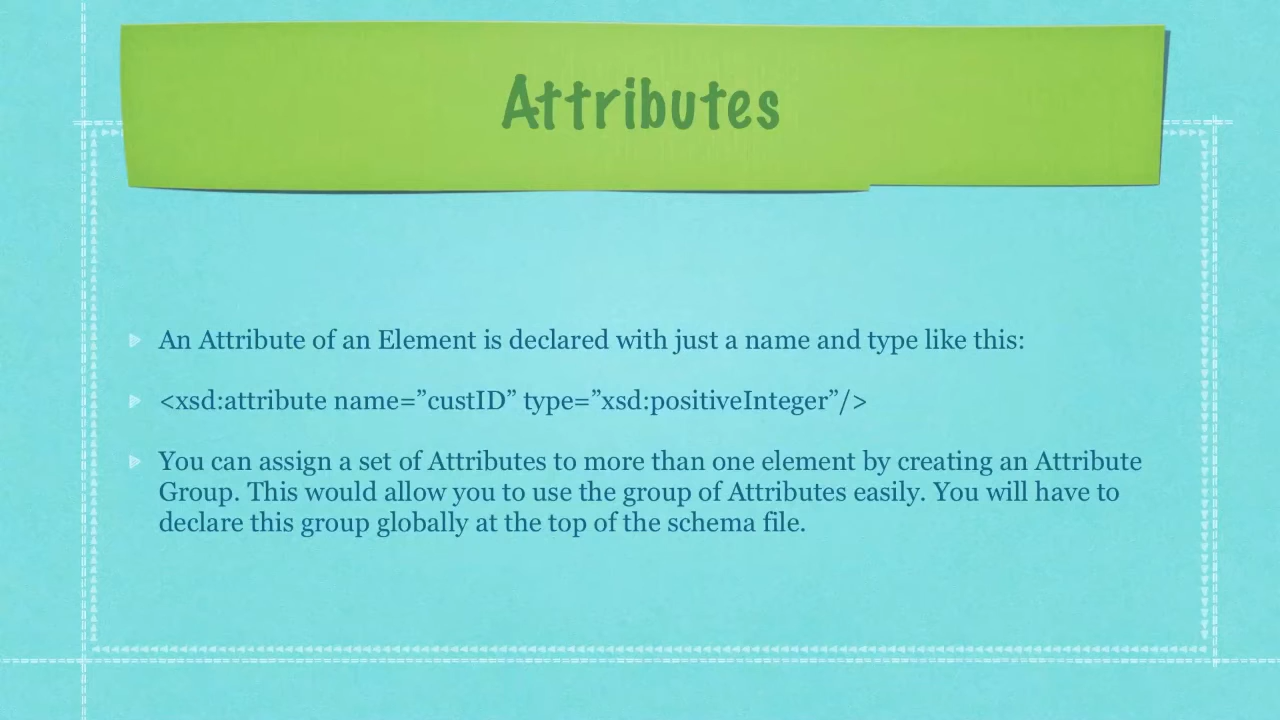 Attributes
An Attribute of an Element is declared with just a name and type like this:
<xsd:attribute name=”custID” type=”xsd:positiveInteger”/>
You can assign a set of Attributes to more than one element by creating an Attribute
Group. This would allow you to use the group of Attributes easily. You will have to
declare this group globally at the top of the schema file.